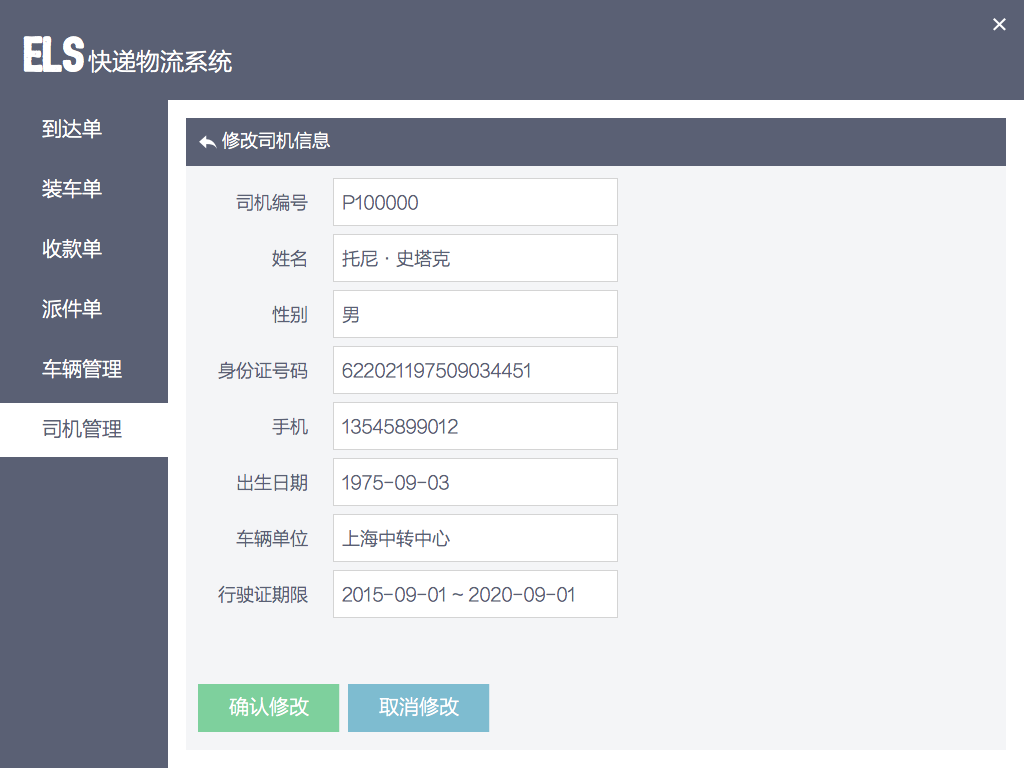 ELS 快递物流系统
到达单
装车单
收款单
派件单
车辆管理
司机管理
修改司机信息
司机编号 P100000
姓名 托尼·史塔克
性别 男
身份证号码 622021197509034451
手机 13545899012
出生日期 1975-09-03
车辆单位 上海中转中心
行驶证期限 2015-09-01 ~ 2020-09-01
确认修改 取消修改